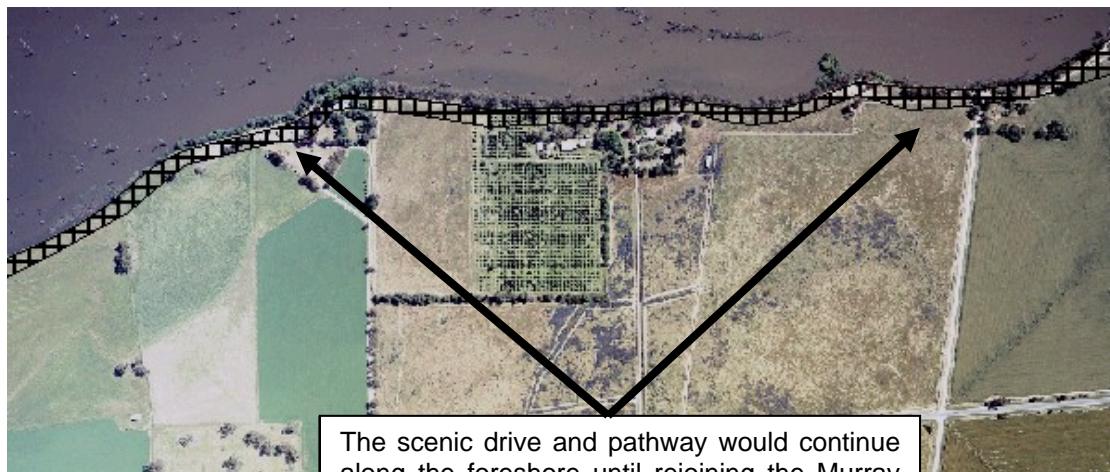 The scenic drive and pathway would continue
along the foreshore until rejoining the Murray